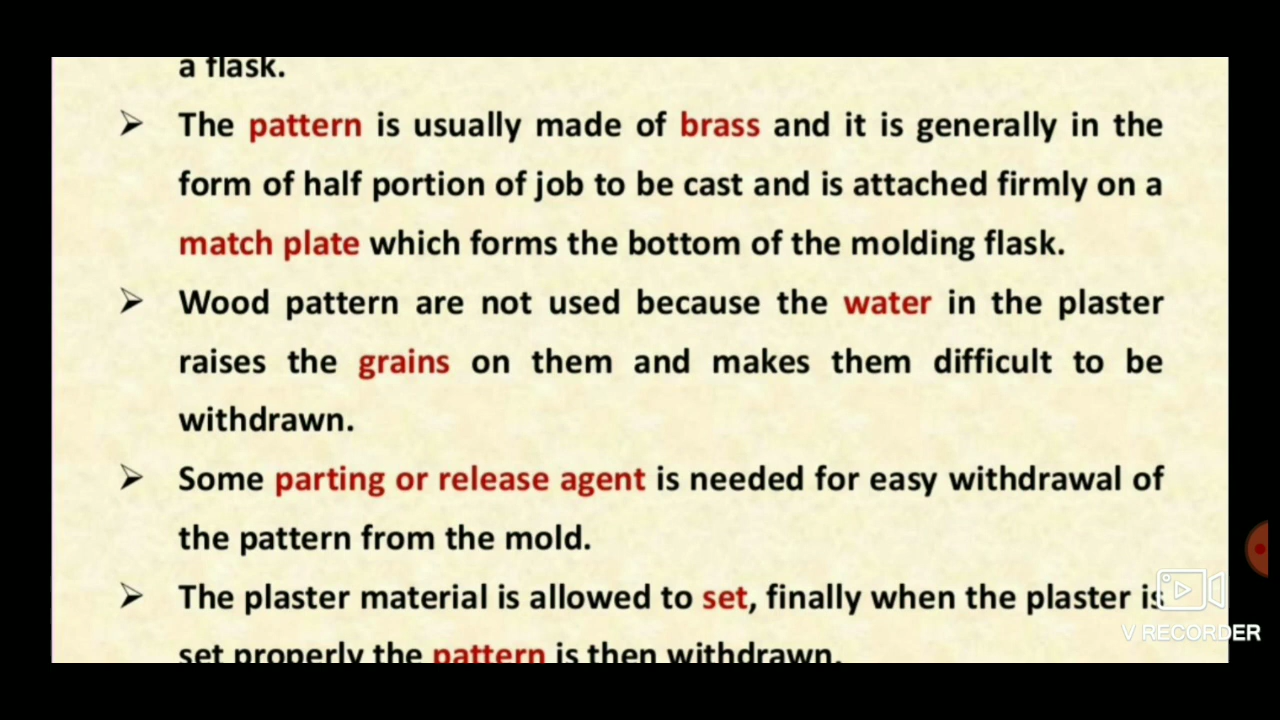 a flask.
The pattern is usually made of brass and it is generally in the
form of half portion of job to be cast and is attached firmly on a
match plate which forms the bottom of the molding flask.
Wood pattern are not used because the water in the plaster
raises the grains on them and makes them difficult to be
withdrawn.
Some parting or release agent is needed for easy withdrawal of
the pattern from the mold.
The plaster material is allowed to set, finally when the plaster is
set properly the pattern is then withdrawn.
V RECORDER